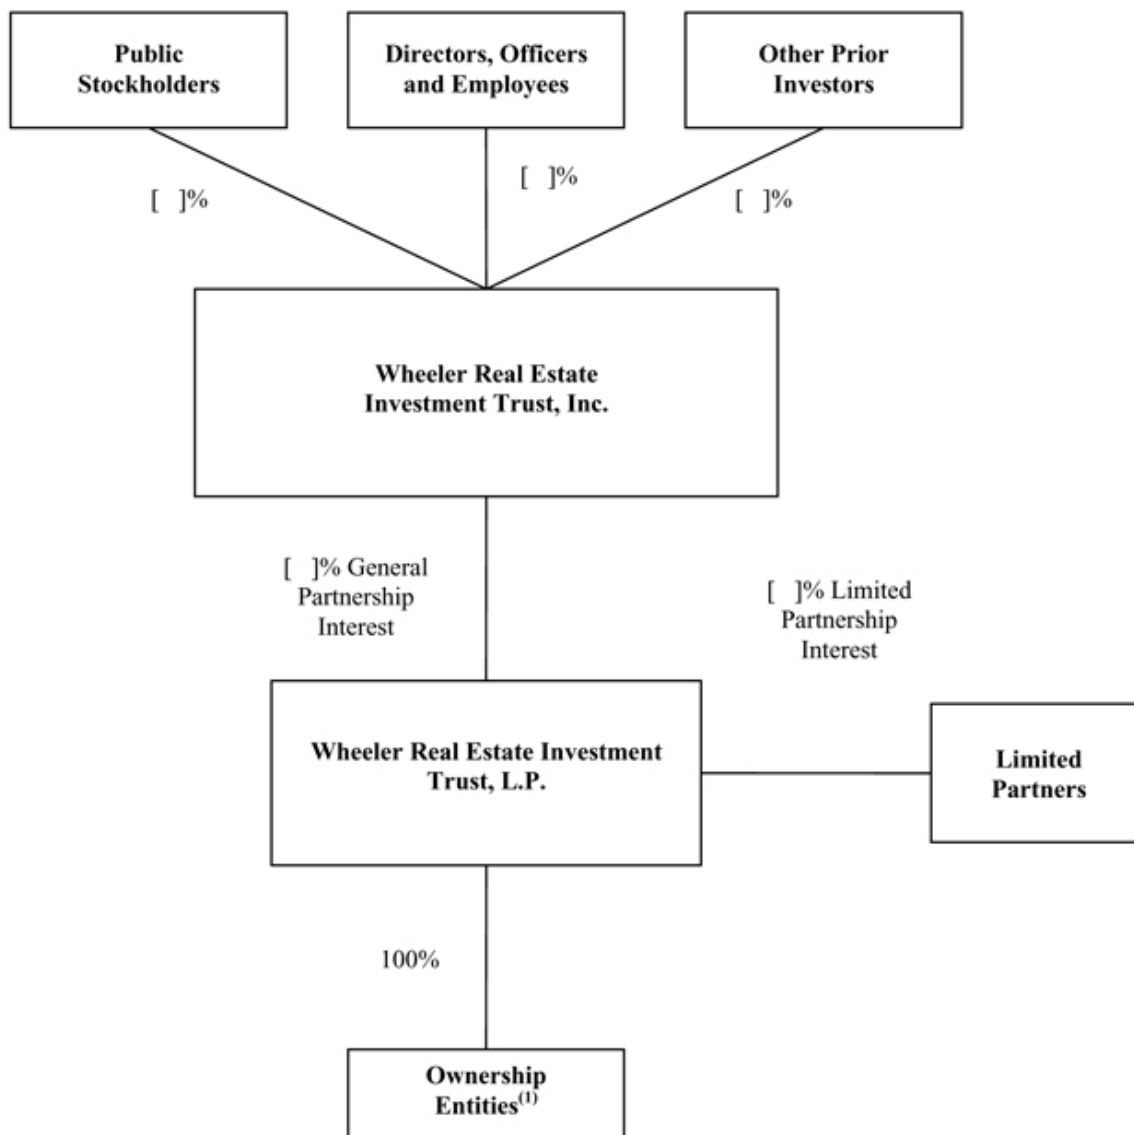 Public
Stockholders
Directors, Officers
and Employees
Other Prior
Investors
[   ]%
[   ]%
[   ]%
Wheeler Real Estate
Investment Trust, Inc.
[   ]% General
Partnership
Interest
[   ]% Limited
Partnership
Interest
Wheeler Real Estate Investment
Trust, L.P.
Limited
Partners
100%
Ownership
Entities(1)